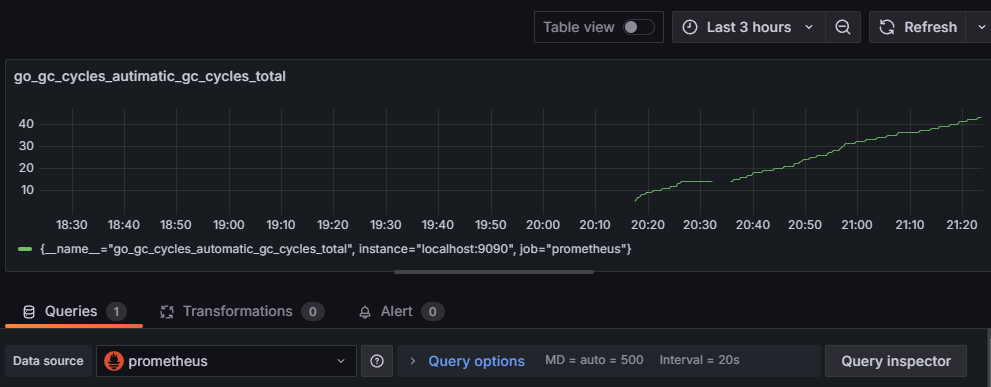 Table view Last 3 hours Refresh
go_gc_cycles_autimatic_gc_cycles_total
40
30
20
10
18:30 18:40 18:50 19:00 19:10 19:20 19:30 19:40 19:50 20:00 20:10 20:20 20:30 20:40 20:50 21:00 21:10 21:20
{__name__="go_gc_cycles_automatic_gc_cycles_total", instance="localhost:9090", job="prometheus"}
Queries 1 Transformations 0 Alert 0
Data source prometheus Query options MD = auto = 500 Interval = 20s Query inspector